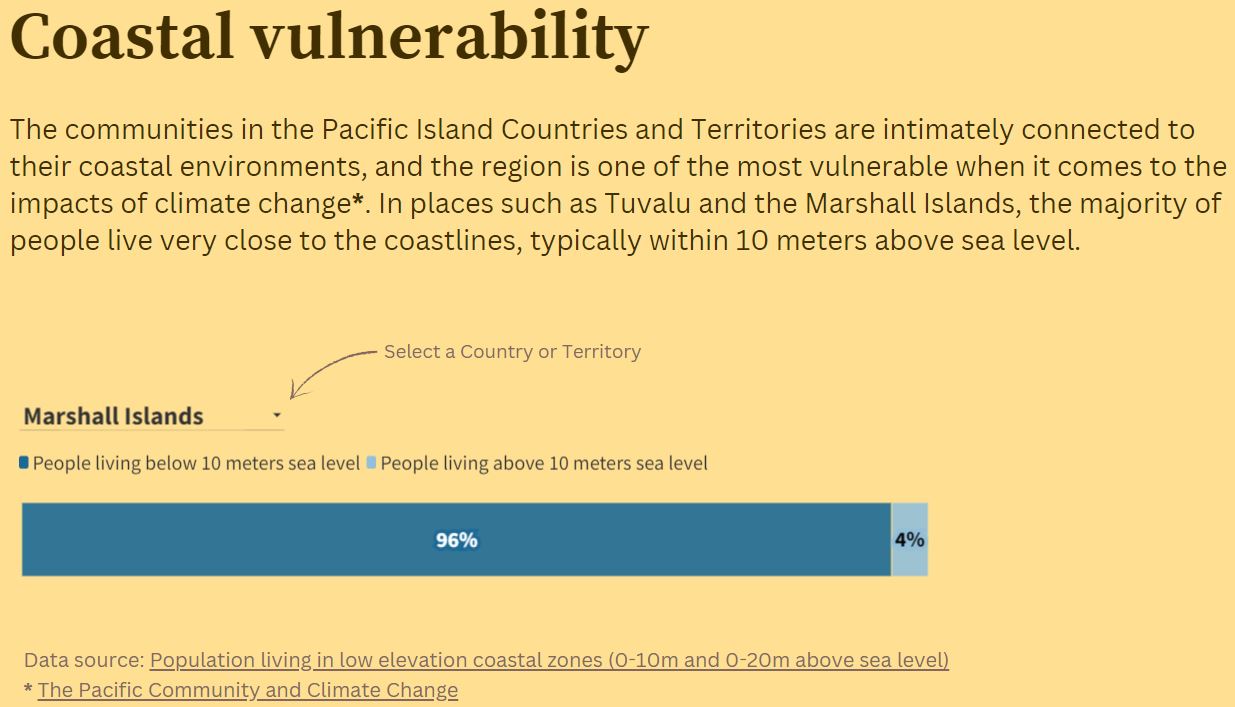 Coastal vulnerability
The communities in the Pacific Island Countries and Territories are intimately connected to
their coastal environments, and the region is one of the most vulnerable when it comes to the
impacts of climate change*. In places such as Tuvalu and the Marshall Islands, the majority of
people live very close to the coastlines, typically within 10 meters above sea level.
Select a Country or Territory
Marshall Islands
People living below 10 meters sea level People living above 10 meters sea level
96% 4%
Data source: Population living in low elevation coastal zones (0-10m and 0-20m above sea level)
* The Pacific Community and Climate Change